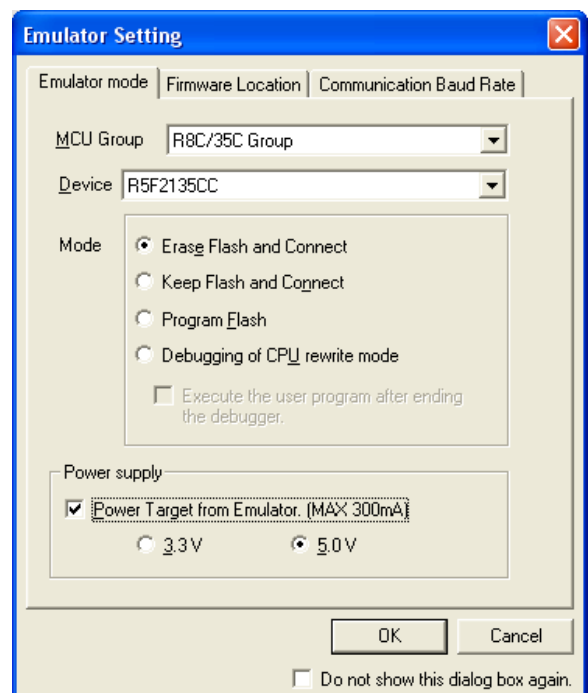 Emulator Setting
Emulator mode
Firmware Location
Communication Baud Rate
MCU Group
R8C/35C Group
Device
R5F2135CC
Mode
Erase Flash and Connect
Keep Flash and Connect
Program Flash
Debugging of CPU rewrite mode
Execute the user program after ending
the debugger.
Power supply
Power Target from Emulator. (MAX 300mA)
3.3 V
5.0 V
OK
Cancel
Do not show this dialog box again.